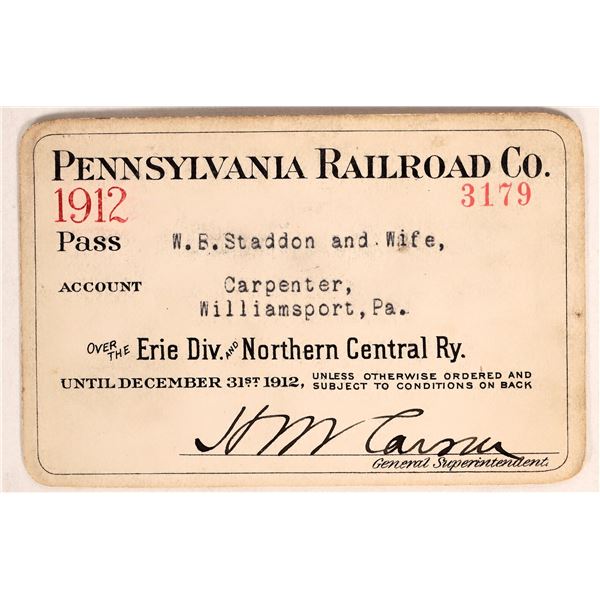 PENNSYLVANIA RAILROAD CO.
1912 3179
Pass W. B. Staddon and Wife,
ACCOUNT Carpenter,
Williamsport, Pa.
OVER THE Erie Div. AND Northern Central Ry.
UNTIL DECEMBER 31ST 1912, UNLESS OTHERWISE ORDERED AND
SUBJECT TO CONDITIONS ON BACK
H M Carson
General Superintendent.